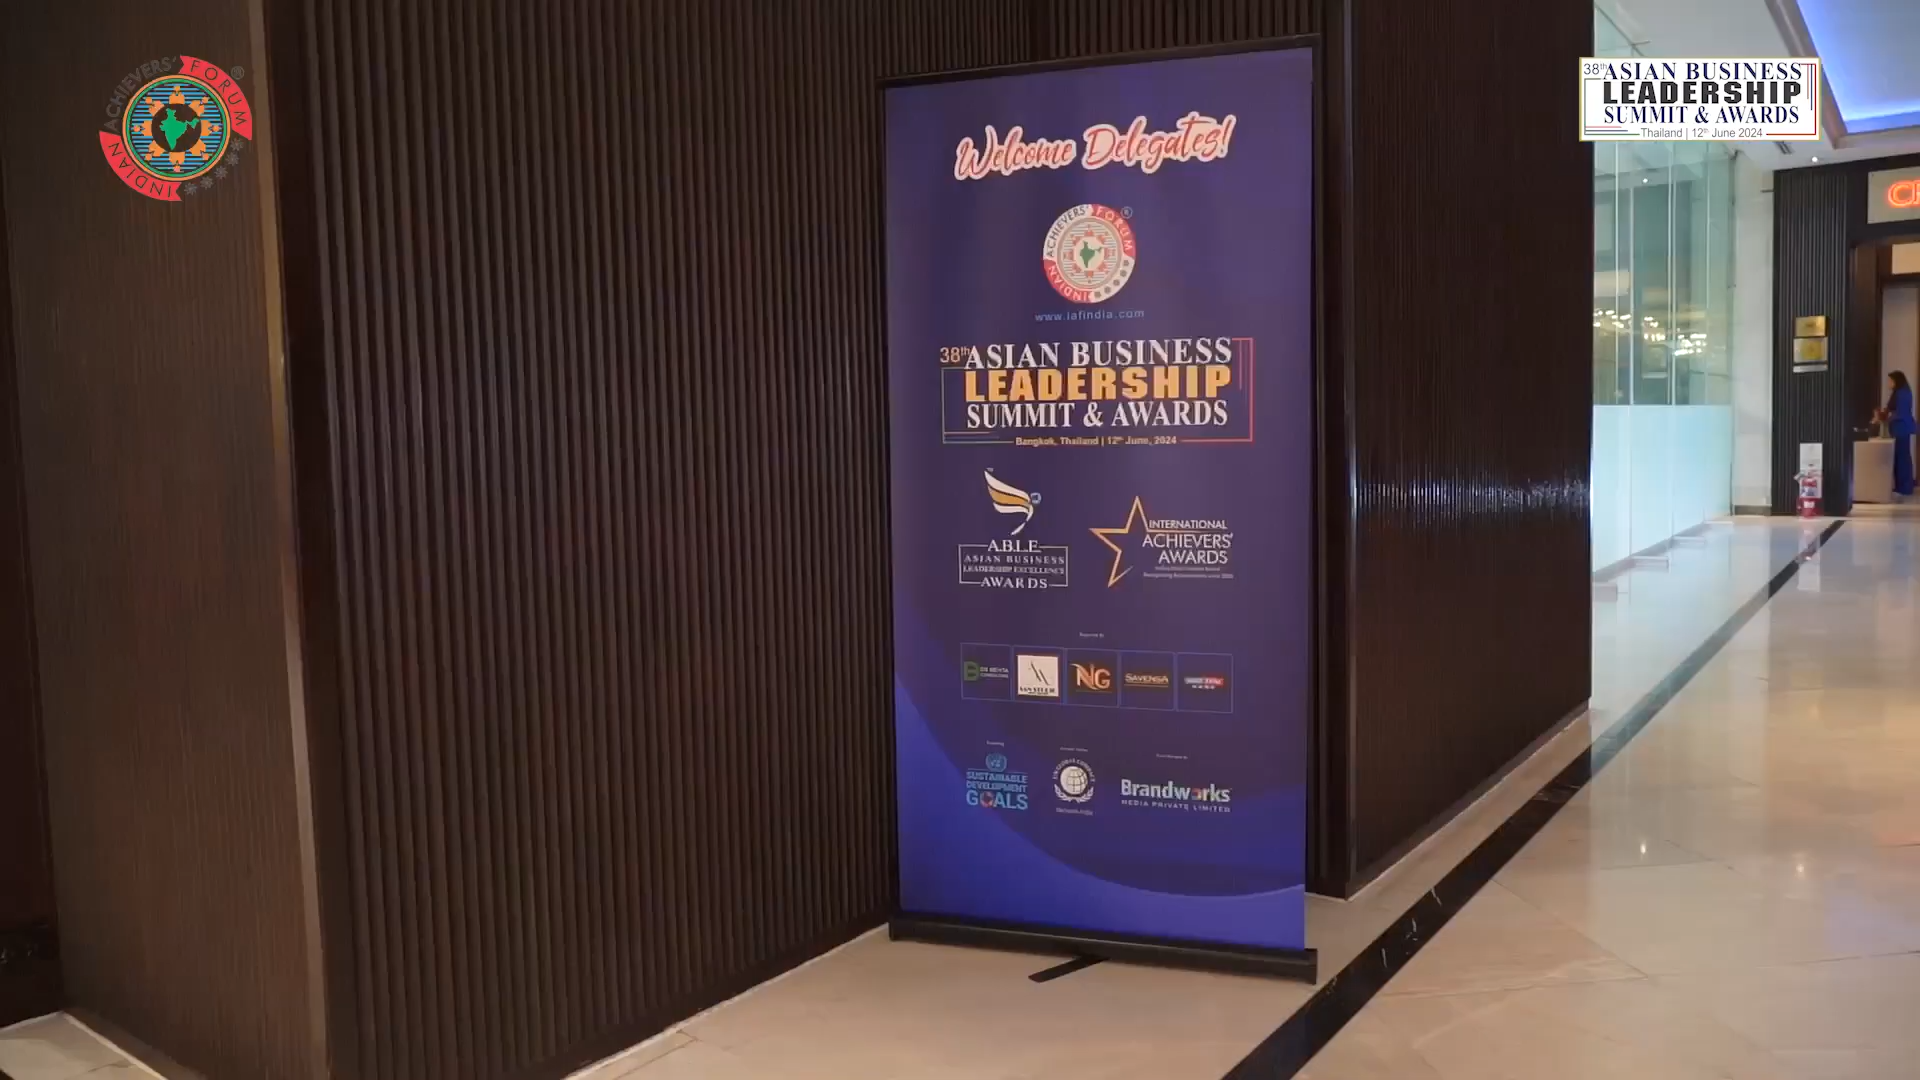 INDIAN ACHIEVERS' FORUM ®
38th ASIAN BUSINESS
LEADERSHIP
SUMMIT & AWARDS
Thailand | 12th June 2024
Welcome Delegates!
INDIAN ACHIEVERS' FORUM ®
www.iafindia.com
38th ASIAN BUSINESS
LEADERSHIP
SUMMIT & AWARDS
Bangkok, Thailand | 12th June, 2024
A.B.L.E.
ASIAN BUSINESS
LEADERSHIP EXCELLENCE
AWARDS
INTERNATIONAL
ACHIEVERS'
AWARDS
NG
SAVENSA
SUSTAINABLE
DEVELOPMENT
GOALS
Brandworks
MEDIA PRIVATE LIMITED